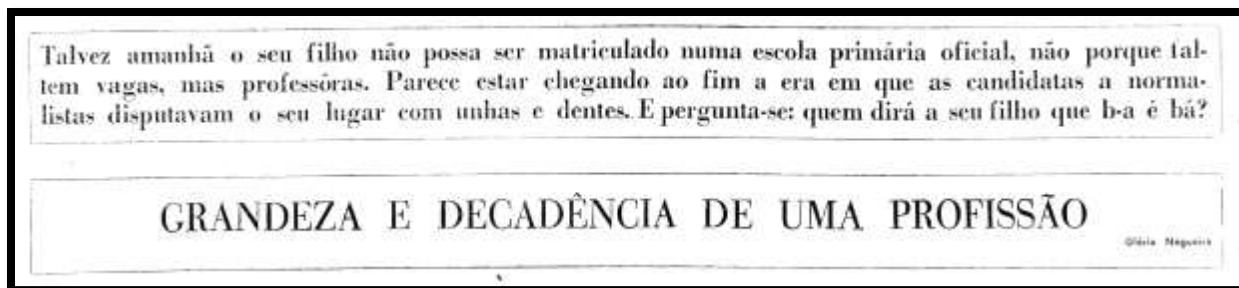 Talvez amanhã o seu filho não possa ser matriculado numa escola primária oficial, não porque fal-
tem vagas, mas professôras. Parece estar chegando ao fim a era em que as candidatas a norma-
listas disputavam o seu lugar com unhas e dentes. E pergunta-se: quem dirá a seu filho que b-a é bá?
GRANDEZA E DECADÊNCIA DE UMA PROFISSÃO
Glória Nogueira